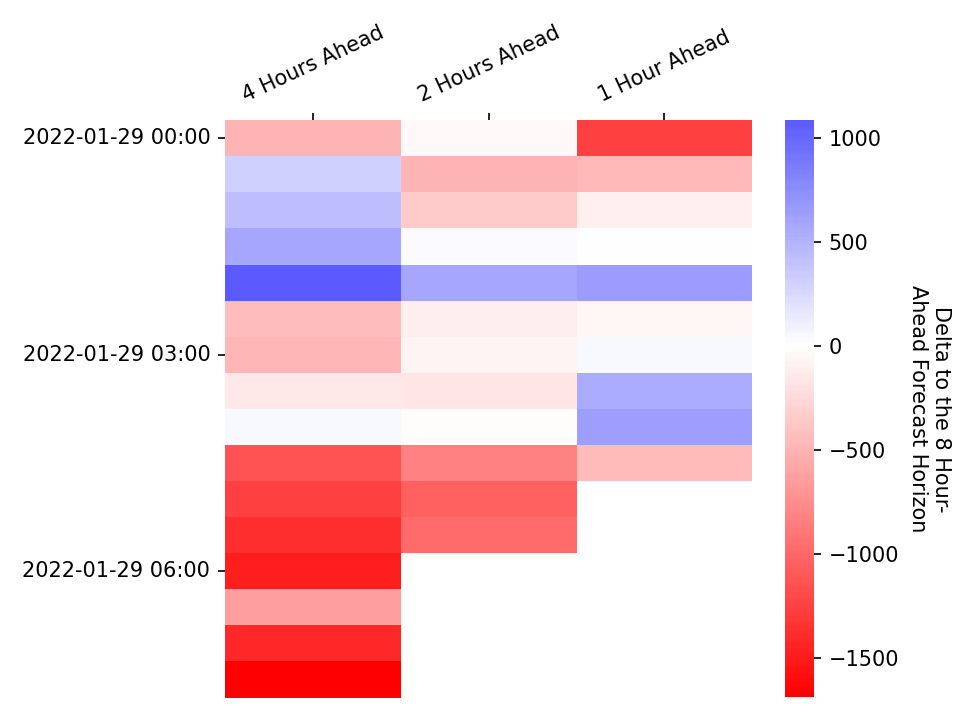 4 Hours Ahead
2 Hours Ahead
1 Hour Ahead
2022-01-29 00:00
2022-01-29 03:00
2022-01-29 06:00
1000
500
0
−500
−1000
−1500
Delta to the 8 Hour-
Ahead Forecast Horizon